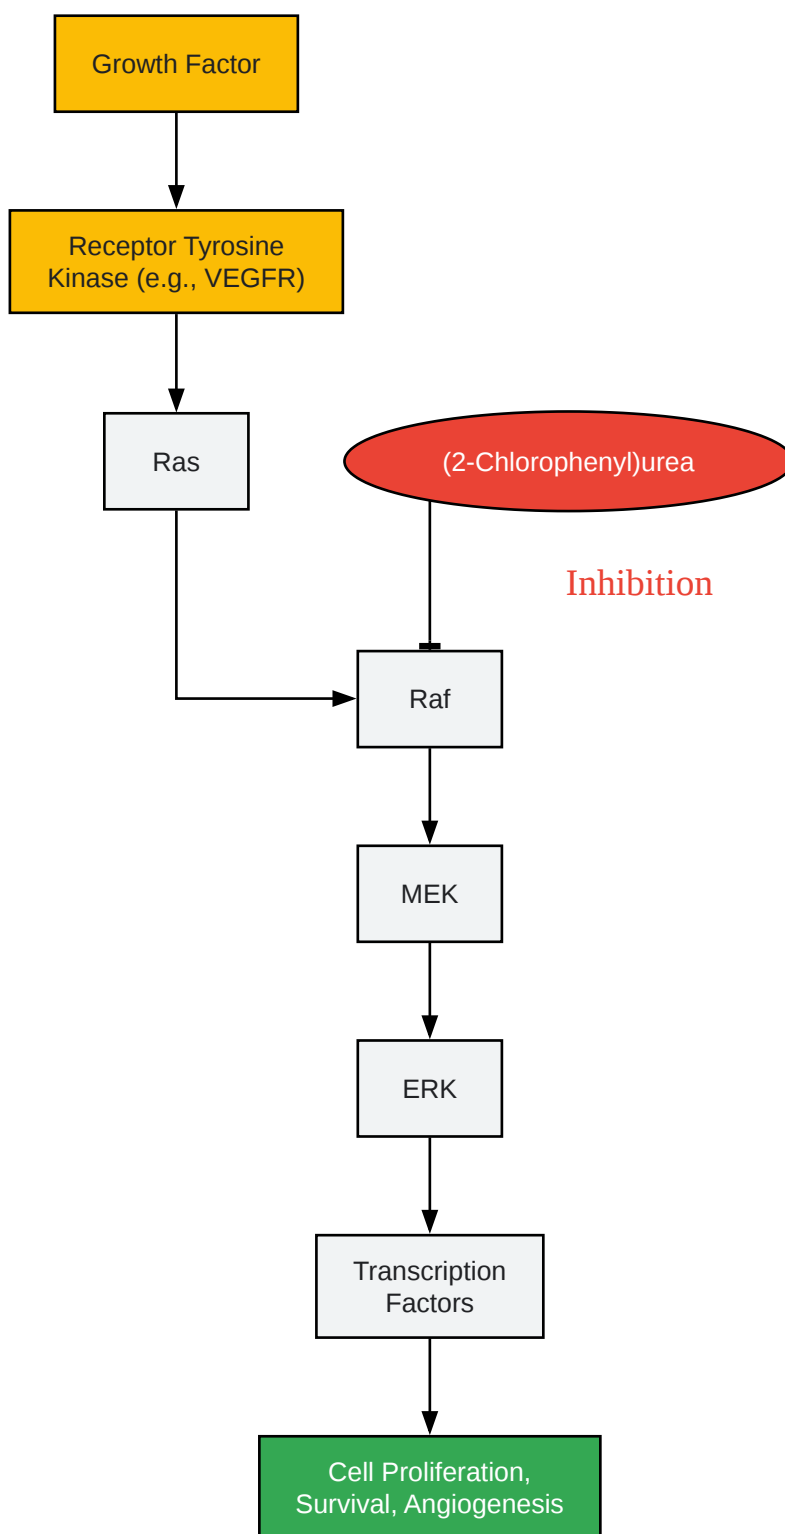 Growth Factor
Receptor Tyrosine
Kinase (e.g., VEGFR)
Ras
(2-Chlorophenyl)urea
Inhibition
Raf
MEK
ERK
Transcription
Factors
Cell Proliferation,
Survival, Angiogenesis